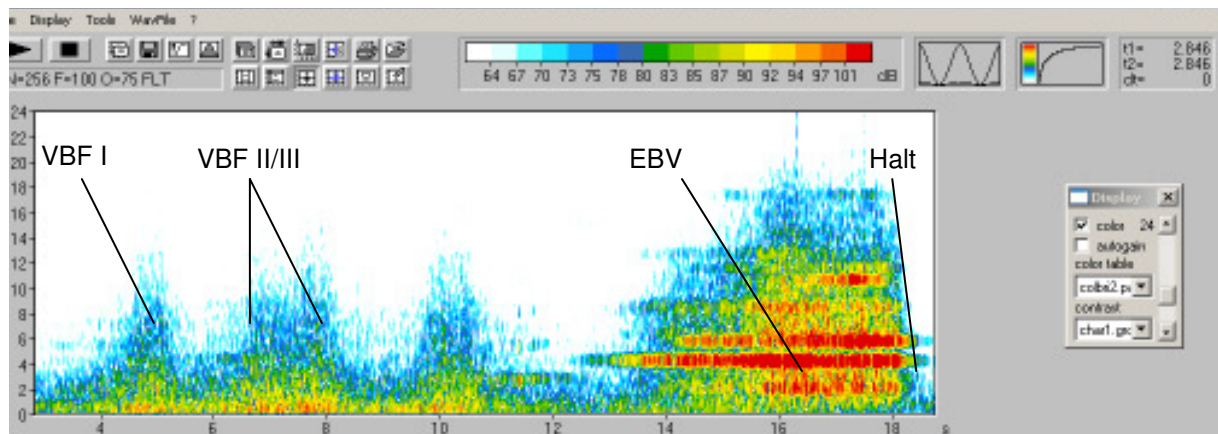 Display Tools WavFile ?
64 67 70 73 75 78 80 83 85 87 90 92 94 97 101 dB
t1= 2.846
t2= 2.846
dt= 0
N=256 F=100 O=75 FLT
24
20
18
16
14
12
10
8
6
4
2
0
VBF I
VBF II/III
EBV
Halt
Display
color 24
autogain
color table
contrast
4 6 8 10 12 14 16 18 s